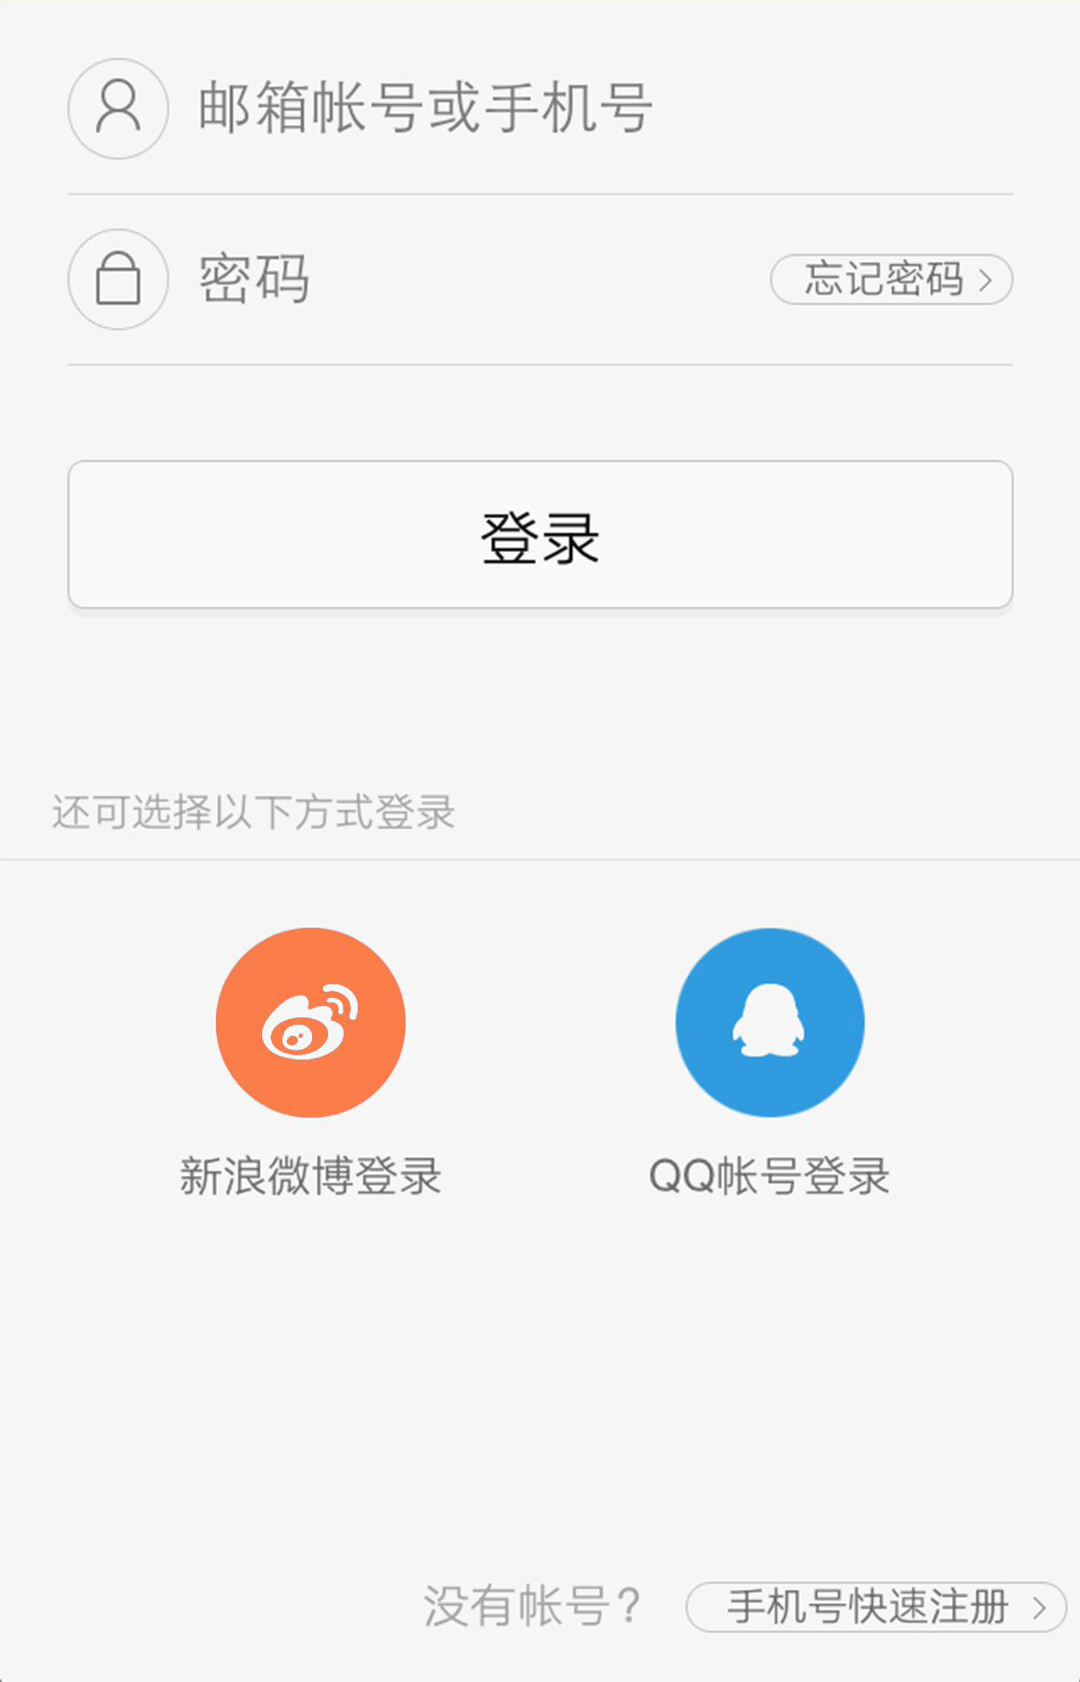 邮箱帐号或手机号
密码
忘记密码 >
登录
还可选择以下方式登录
新浪微博登录
QQ帐号登录
没有帐号？
手机号快速注册 >